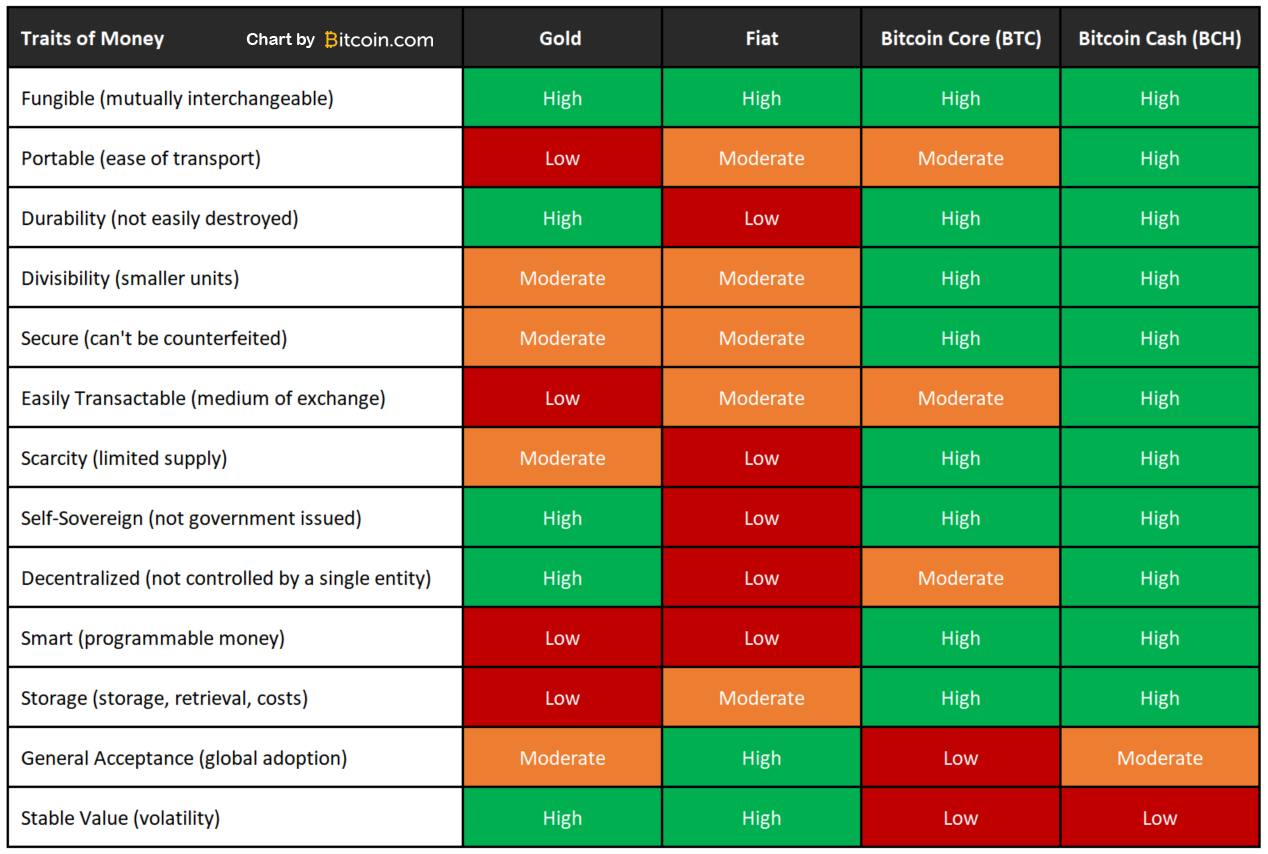 Traits of Money Chart by Bitcoin.com Gold Fiat Bitcoin Core (BTC) Bitcoin Cash (BCH)
Fungible (mutually interchangeable) High High High High
Portable (ease of transport) Low Moderate Moderate High
Durability (not easily destroyed) High Low High High
Divisibility (smaller units) Moderate Moderate High High
Secure (can't be counterfeited) Moderate Moderate High High
Easily Transactable (medium of exchange) Low Moderate Moderate High
Scarcity (limited supply) Moderate Low High High
Self-Sovereign (not government issued) High Low High High
Decentralized (not controlled by a single entity) High Low Moderate High
Smart (programmable money) Low Low High High
Storage (storage, retrieval, costs) Low Moderate High High
General Acceptance (global adoption) Moderate High Low Moderate
Stable Value (volatility) High High Low Low